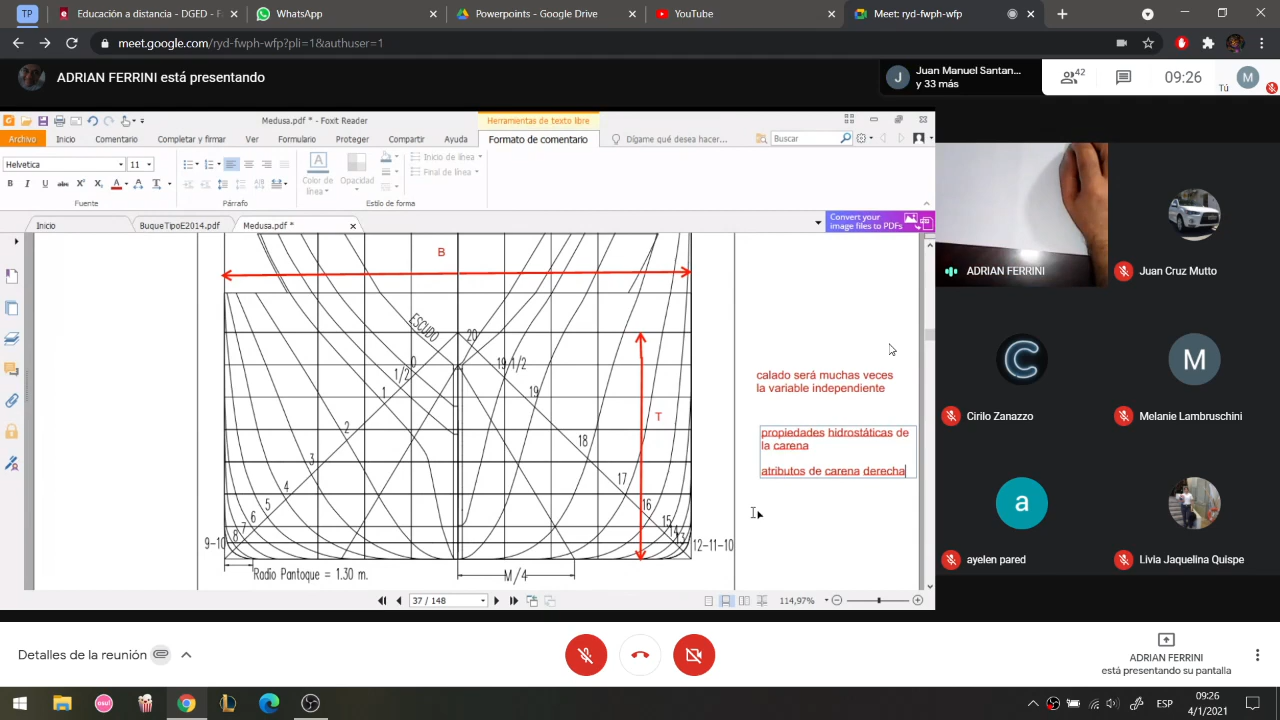 TP
Educación a distancia - DGED - F
WhatsApp
Powerpoints - Google Drive
YouTube
Meet: ryd-fwph-wfp
meet.google.com/ryd-fwph-wfp?pli=1&authuser=1
ADRIAN FERRINI está presentando
J
Juan Manuel Santan...
y 33 más
42
09:26
Tú
M
Medusa.pdf * - Foxit Reader
Herramientas de texto libre
Archivo
Inicio
Comentario
Completar y firmar
Ver
Formulario
Proteger
Compartir
Ayuda
Formato de comentario
Dígame qué desea hacer...
Buscar
Helvetica
11
Color de línea
Opacidad
Inicio de línea
Final de línea
Fuente
Párrafo
Estilo de forma
Inicio
BuqueTipoE2014.pdf
Medusa.pdf *
Convert your
image files to PDFs
B
ESCUDO
20
0
19 1/2
1/2
1
19
T
2
18
3
17
4
16
5
6
15
7
14
8
13
9-10
12-11-10
Radio Pantoque = 1.30 m.
M/4
calado será muchas veces
la variable independiente
propiedades hidrostáticas de
la carena
atributos de carena derecha
37 / 148
114,97%
ADRIAN FERRINI
Juan Cruz Mutto
C
Cirilo Zanazzo
M
Melanie Lambruschini
a
ayelen pared
Livia Jaquelina Quispe
Detalles de la reunión
ADRIAN FERRINI
está presentando su pantalla
osu!
ESP
09:26
4/1/2021